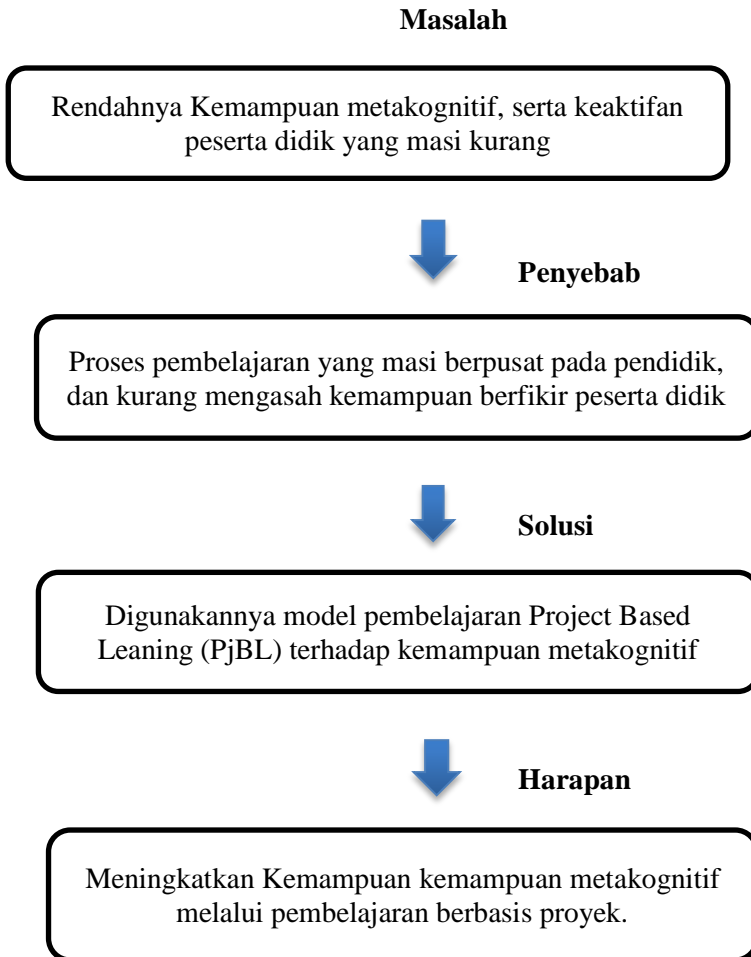 Masalah
Rendahnya Kemampuan metakognitif, serta keaktifan
peserta didik yang masi kurang
Penyebab
Proses pembelajaran yang masi berpusat pada pendidik,
dan kurang mengasah kemampuan berfikir peserta didik
Solusi
Digunakannya model pembelajaran Project Based
Leaning (PjBL) terhadap kemampuan metakognitif
Harapan
Meningkatkan Kemampuan kemampuan metakognitif
melalui pembelajaran berbasis proyek.